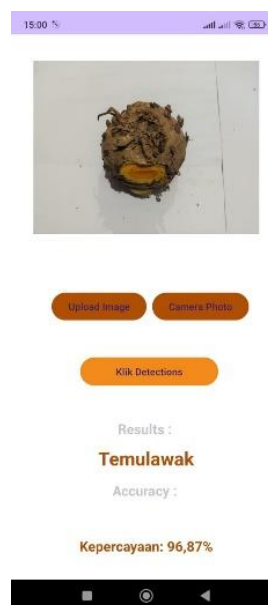 15:00
Upload Image Camera Photo
Klik Detections
Results :
Temulawak
Accuracy :
Kepercayaan: 96,87%